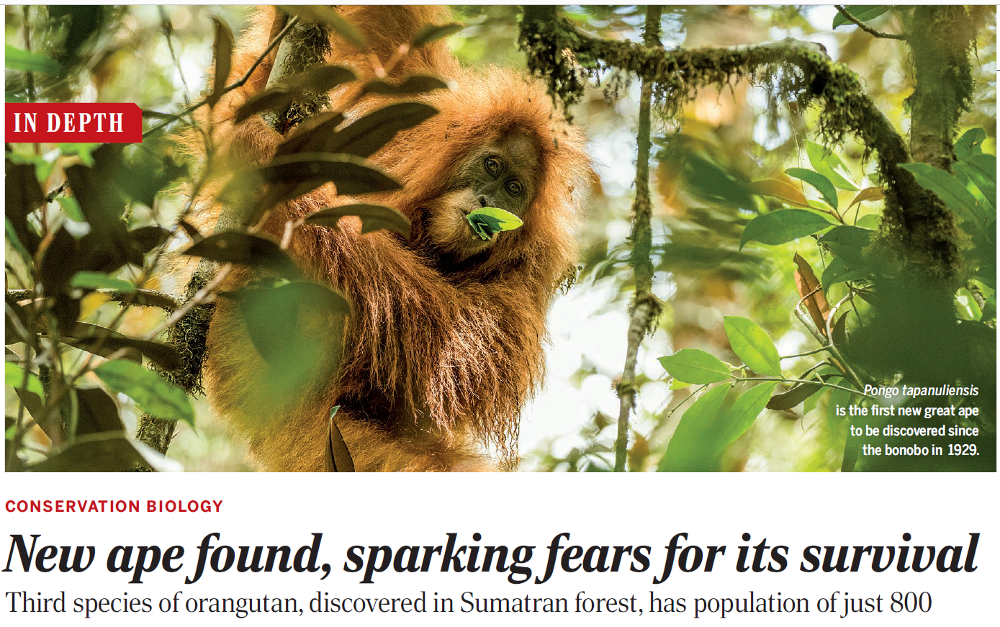 IN DEPTH
Pongo tapanuliensis
is the first new great ape
to be discovered since
the bonobo in 1929.
CONSERVATION BIOLOGY
New ape found, sparking fears for its survival
Third species of orangutan, discovered in Sumatran forest, has population of just 800